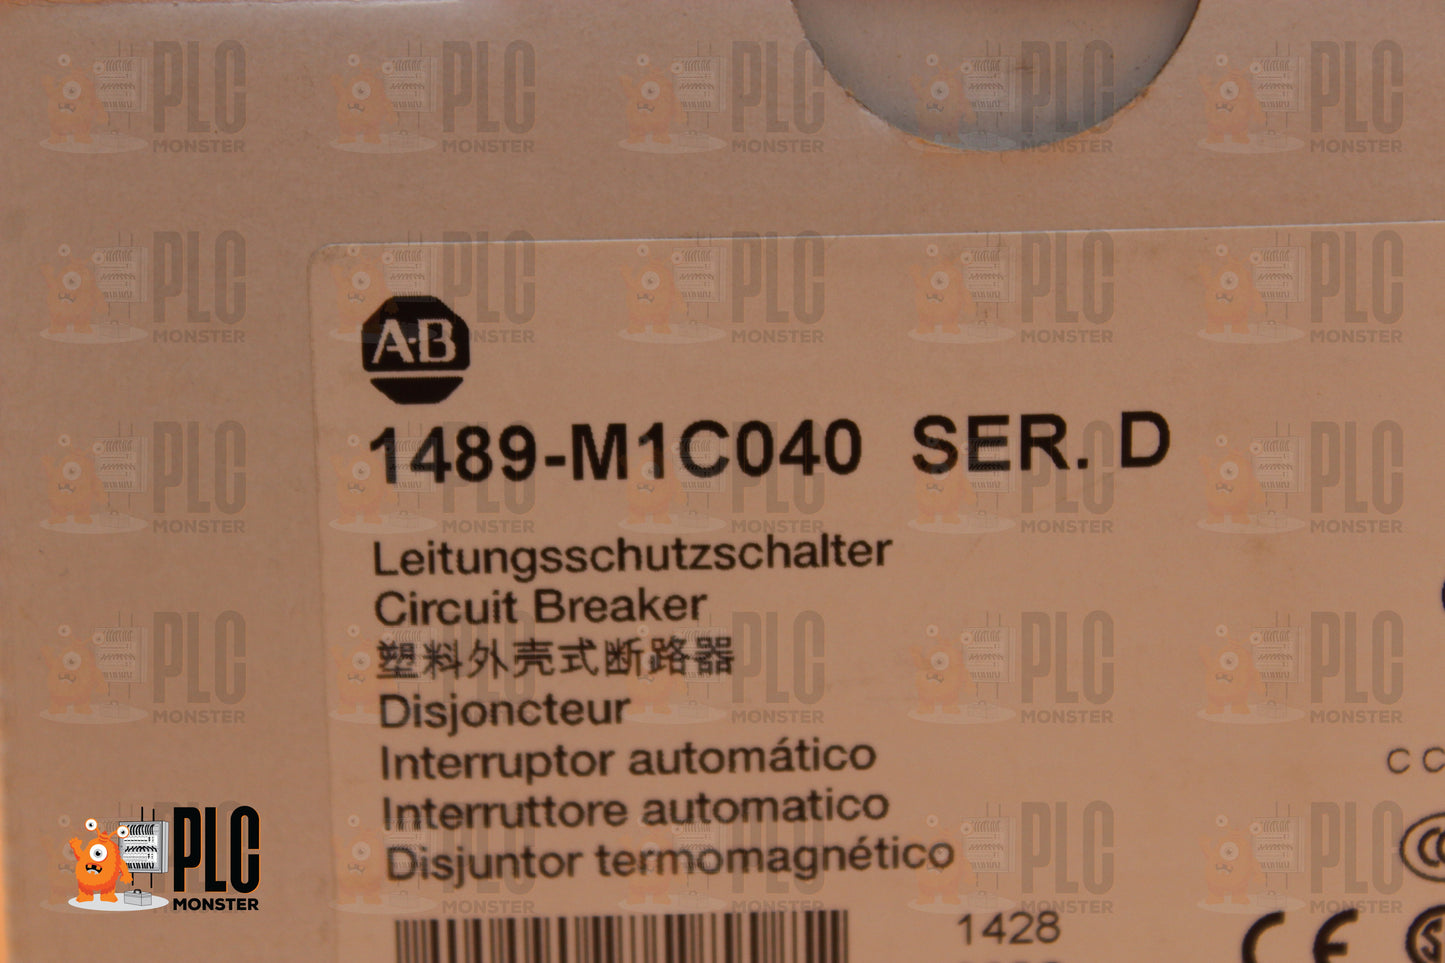 A-B
1489-M1C040 SER. D
Leitungsschutzschalter
Circuit Breaker
塑料外壳式断路器
Disjoncteur
Interruptor automático
Interruttore automatico
Disjuntor termomagnético
1428
CE
PLC
MONSTER